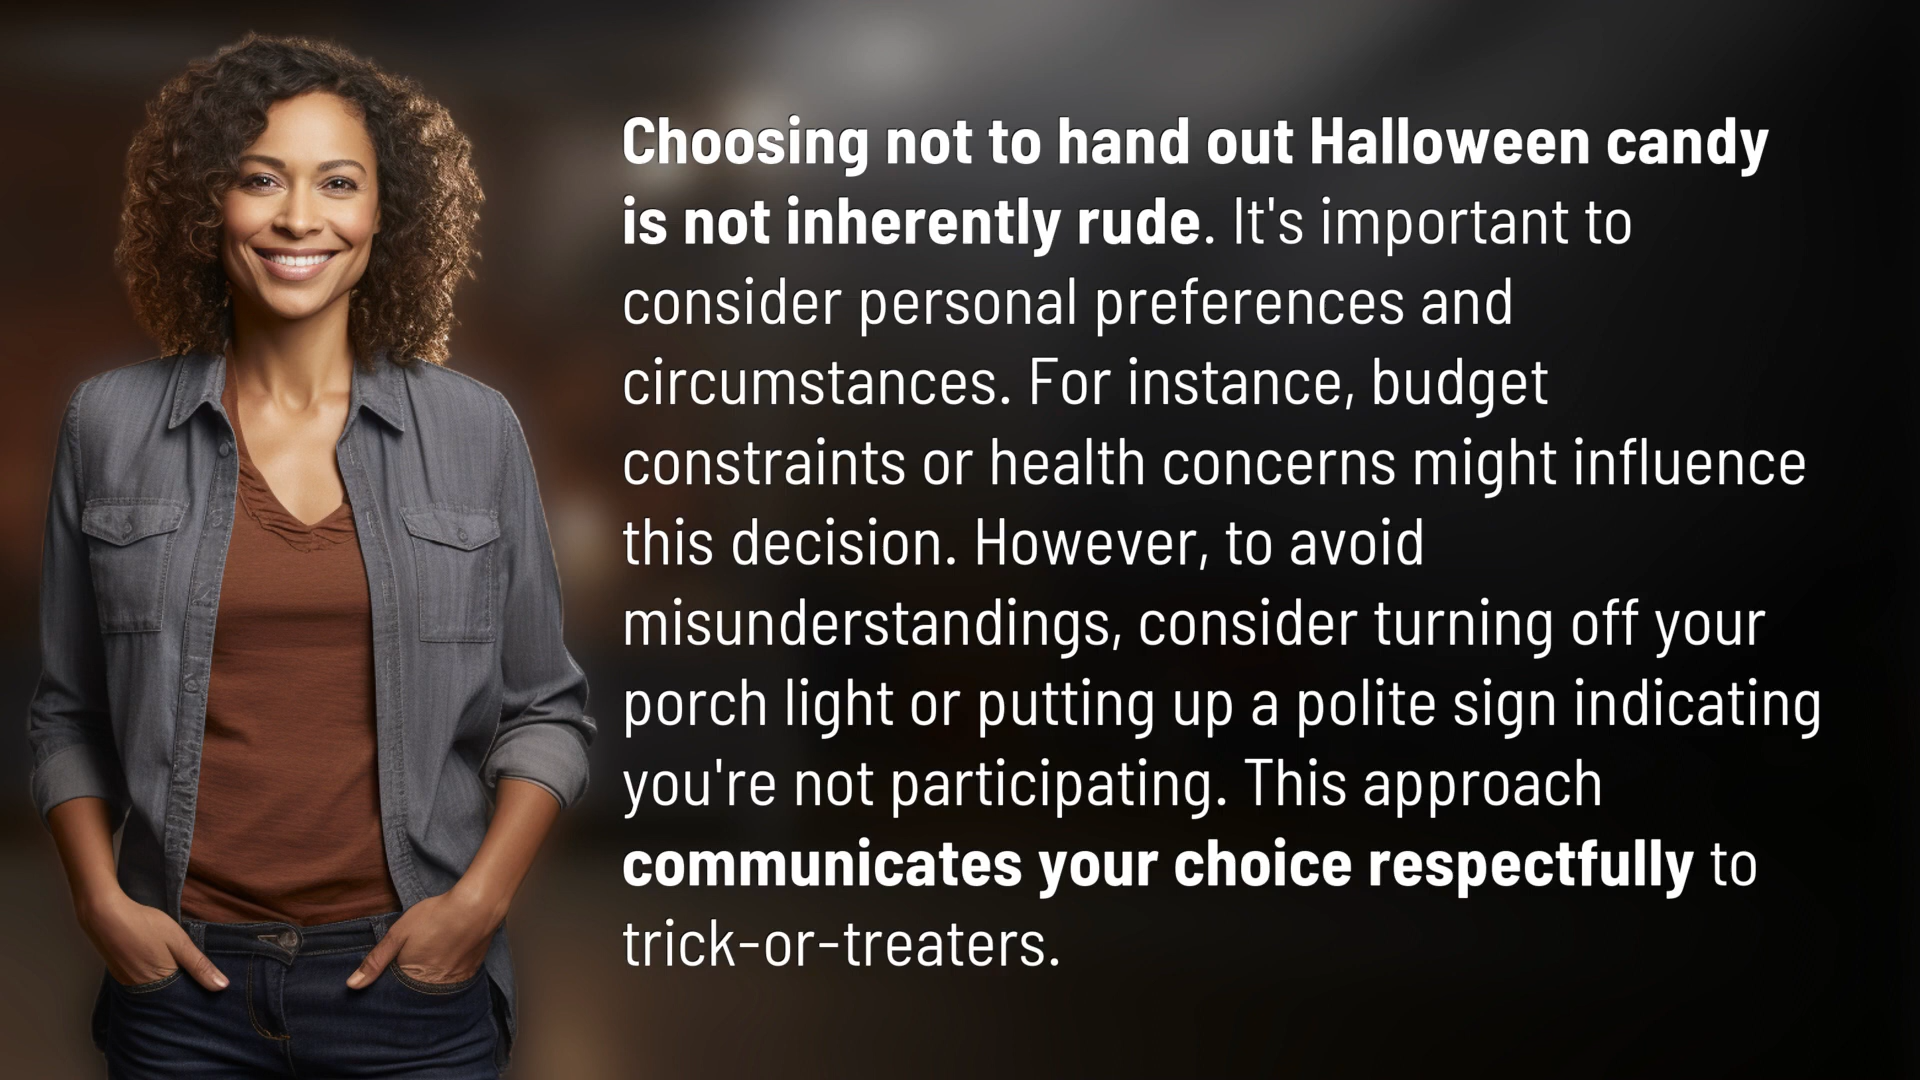 Choosing not to hand out Halloween candy
is not inherently rude. It's important to
consider personal preferences and
circumstances. For instance, budget
constraints or health concerns might influence
this decision. However, to avoid
misunderstandings, consider turning off your
porch light or putting up a polite sign indicating
you're not participating. This approach
communicates your choice respectfully to
trick-or-treaters.